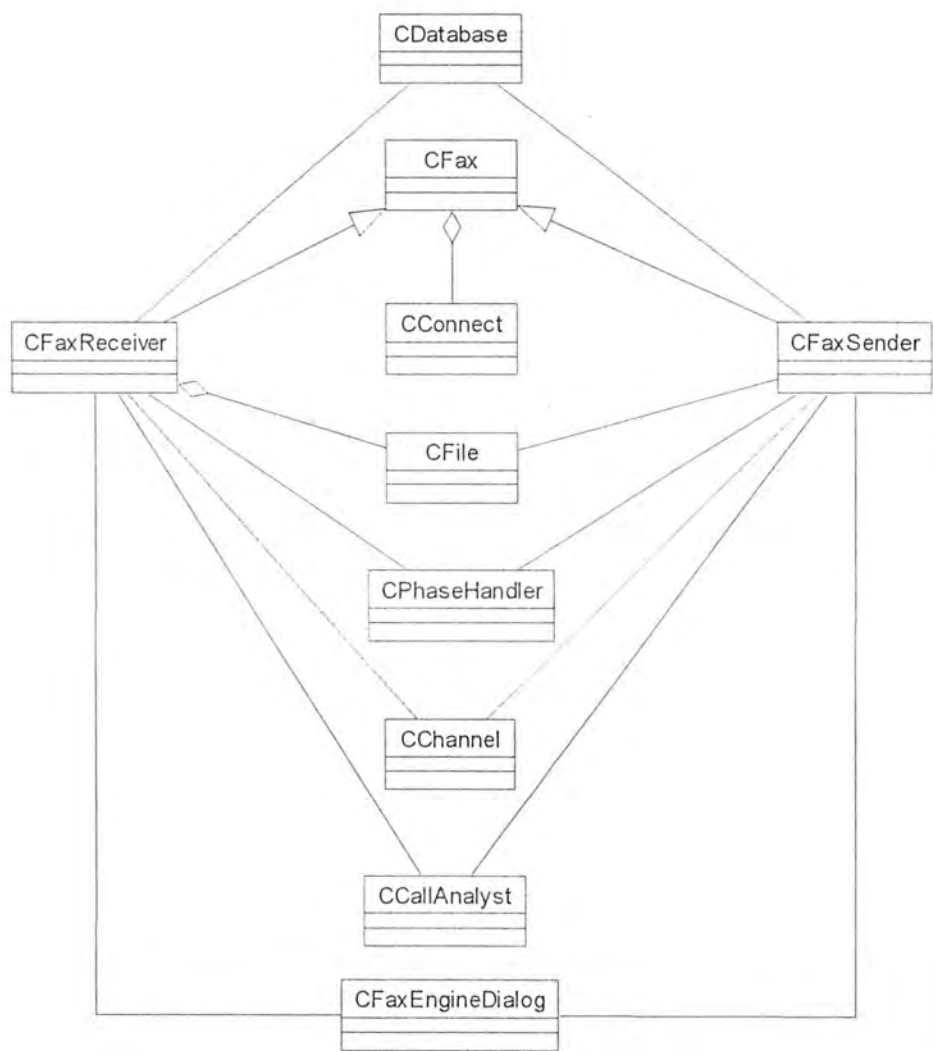 CDatabase
CFax
CConnect
CFaxReceiver
CFaxSender
CFile
CPhaseHandler
CChannel
CCallAnalyst
CFaxEngineDialog